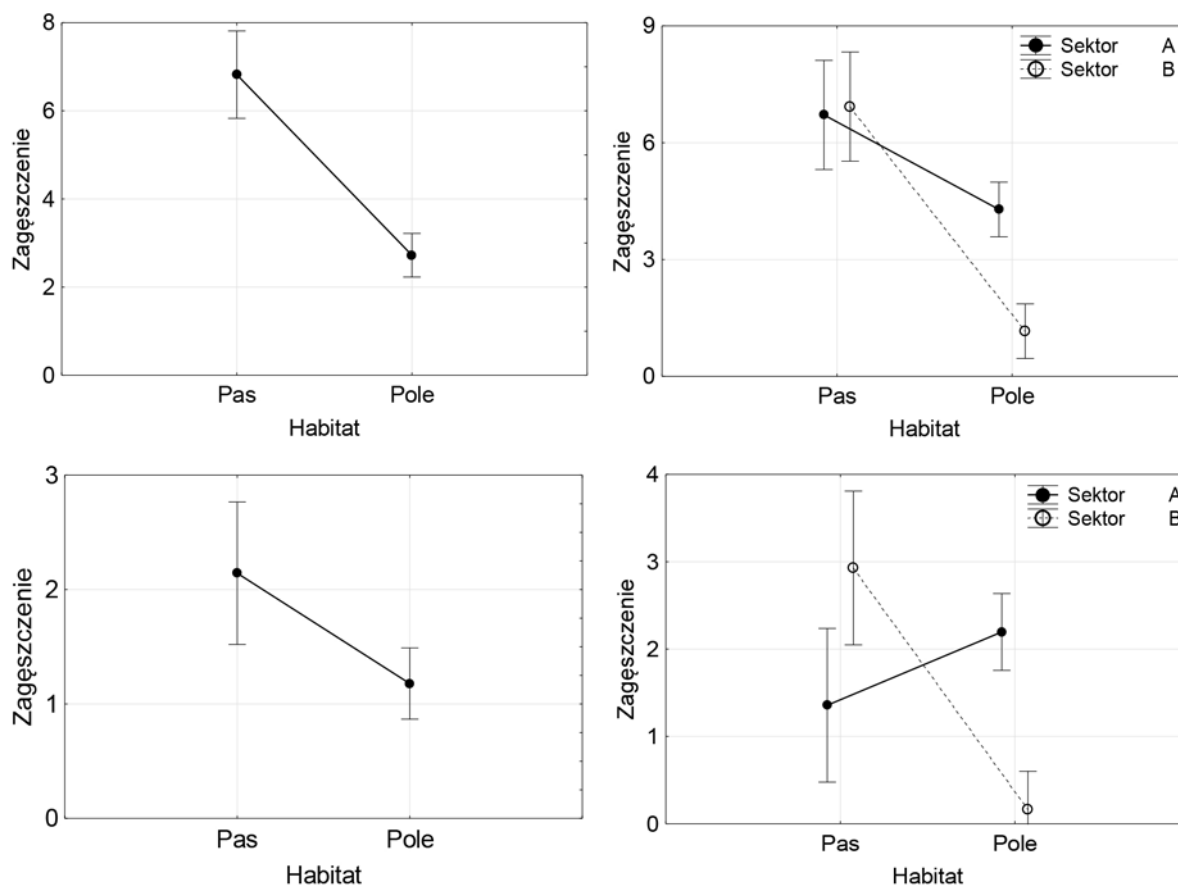 8
6
4
2
0
Zagęszczenie
Pas Pole
Habitat
9
6
3
0
Zagęszczenie
Sektor A
Sektor B
Pas Pole
Habitat
3
2
1
0
Zagęszczenie
Pas Pole
Habitat
4
3
2
1
0
Zagęszczenie
Sektor A
Sektor B
Pas Pole
Habitat